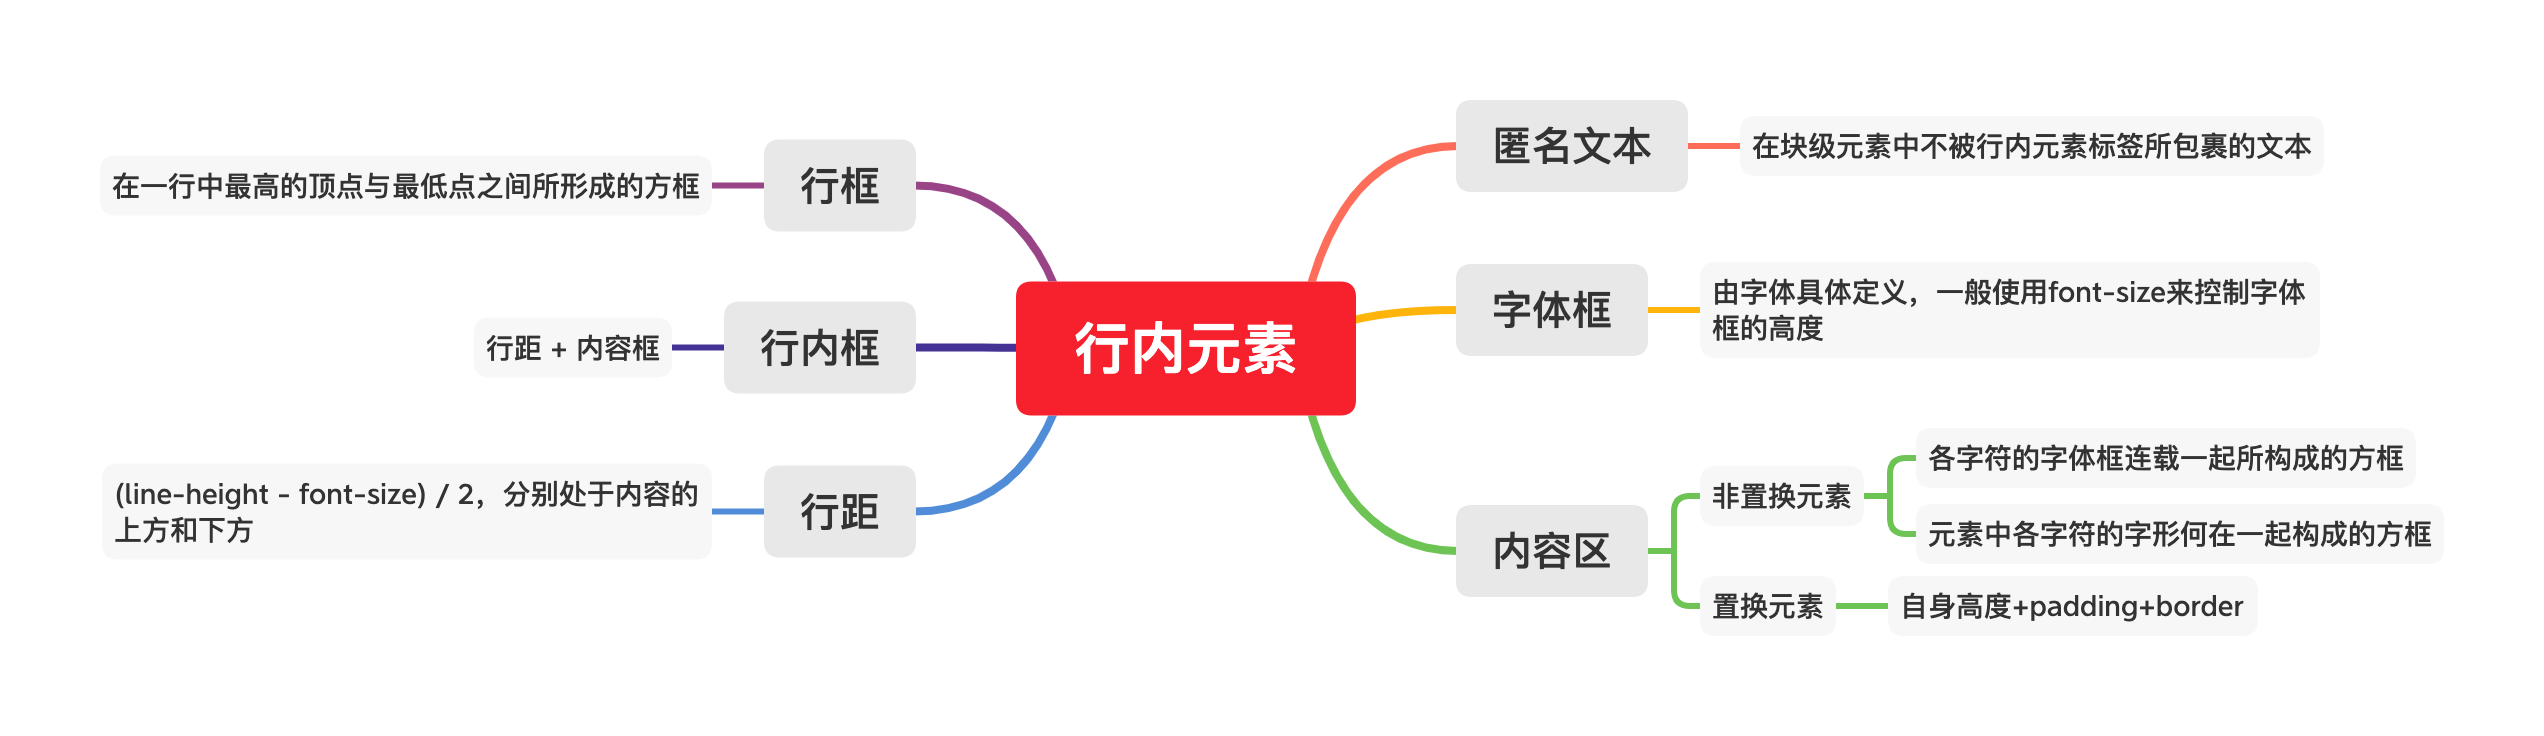 行内元素
匿名文本
在块级元素中不被行内元素标签所包裹的文本
字体框
由字体具体定义，一般使用font-size来控制字体
框的高度
内容区
非置换元素
各字符的字体框连载一起所构成的方框
元素中各字符的字形何在一起构成的方框
置换元素
自身高度+padding+border
行框
在一行中最高的顶点与最低点之间所形成的方框
行内框
行距 + 内容框
行距
(line-height - font-size) / 2，分别处于内容的
上方和下方